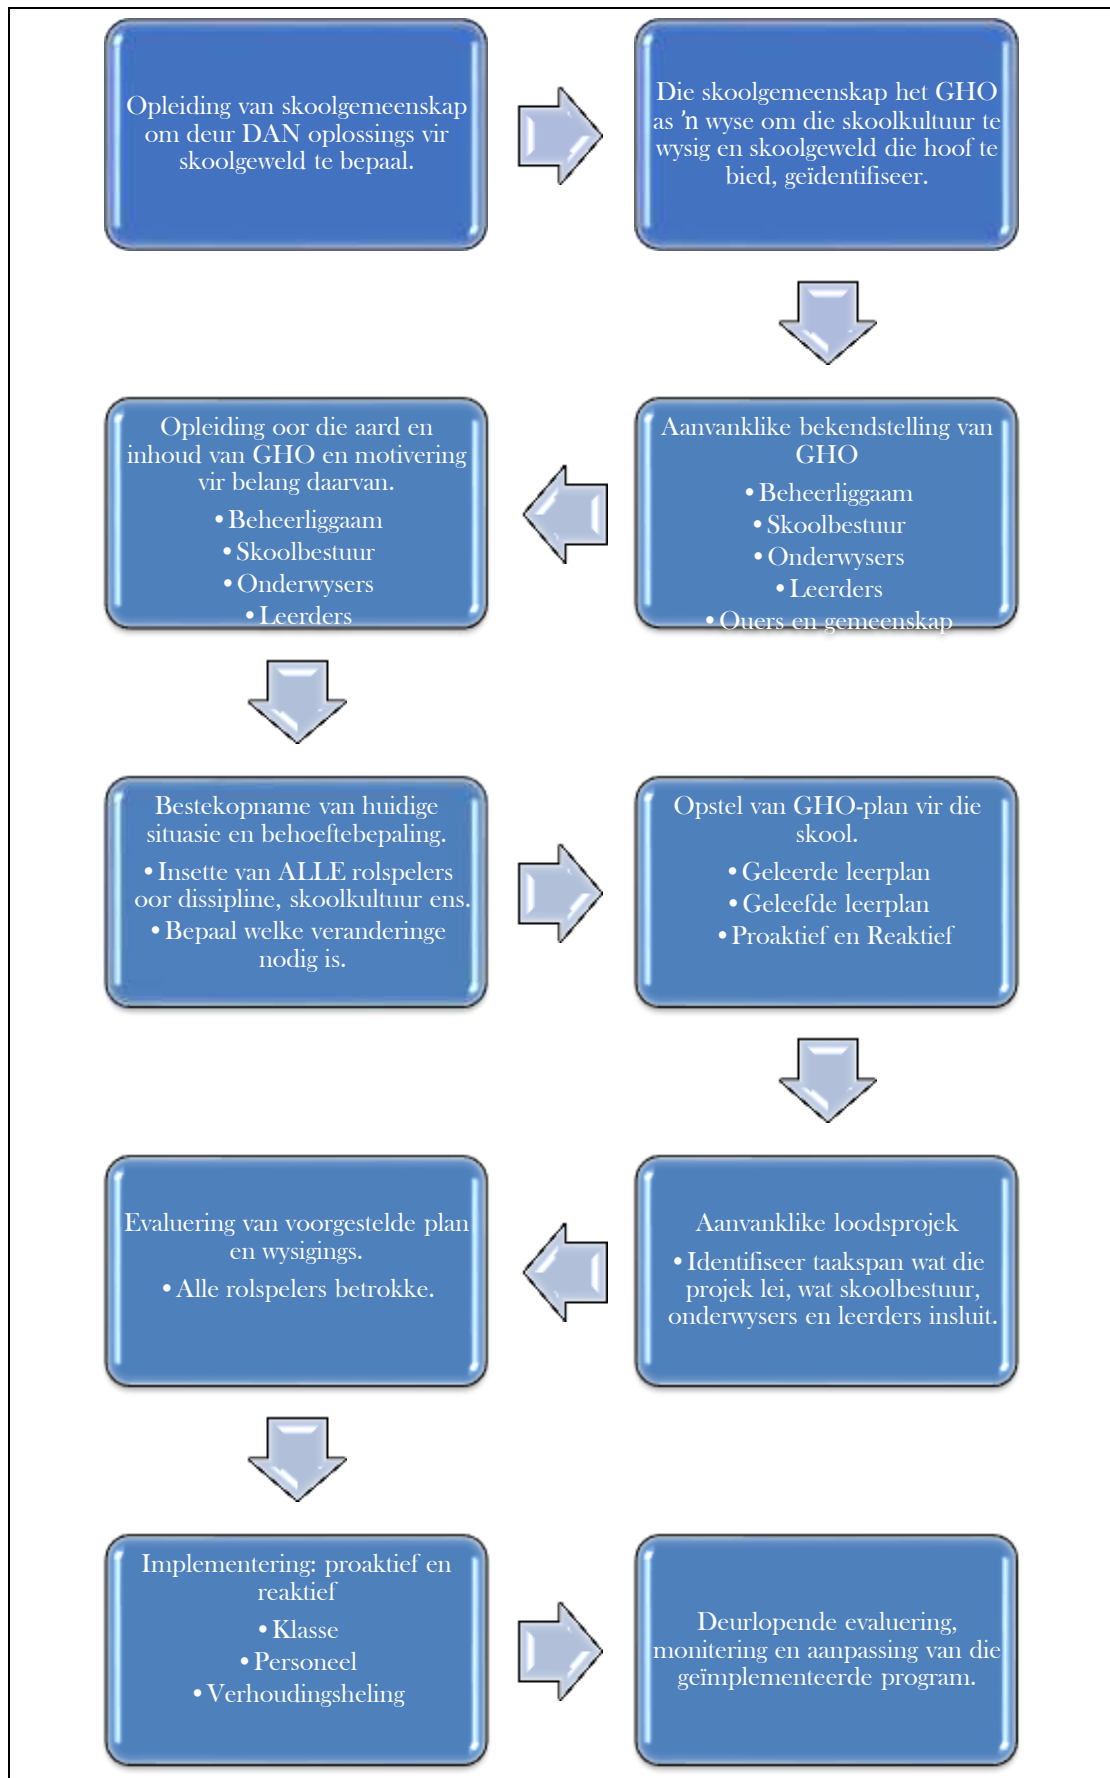 Opleiding van skoolgemeenskap
om deur DAN oplossings vir
skoolgeweld te bepaal.
Die skoolgemeenskap het GHO
as 'n wyse om die skoolkultuur te
wysig en skoolgeweld die hoof te
bied, geïdentifiseer.
Aanvanklike bekendstelling van
GHO
• Beheerliggaam
• Skoolbestuur
• Onderwysers
• Leerders
• Ouers en gemeenskap
Opleiding oor die aard en
inhoud van GHO en motivering
vir belang daarvan.
• Beheerliggaam
• Skoolbestuur
• Onderwysers
• Leerders
Bestekopname van huidige
situasie en behoeftebepaling.
• Insette van ALLE rolspelers
oor dissipline, skoolkultuur ens.
• Bepaal welke veranderinge
nodig is.
Opstel van GHO-plan vir die
skool.
• Geleerde leerplan
• Geleefde leerplan
• Proaktief en Reaktief
Aanvanklike loodsprojek
• Identifiseer taakspan wat die
projek lei, wat skoolbestuur,
onderwysers en leerders insluit.
Evaluering van voorgestelde plan
en wysigings.
• Alle rolspelers betrokke.
Implementering: proaktief en
reaktief
• Klasse
• Personeel
• Verhoudingsheling
Deurlopende evaluering,
monitering en aanpassing van die
geïmplementeerde program.